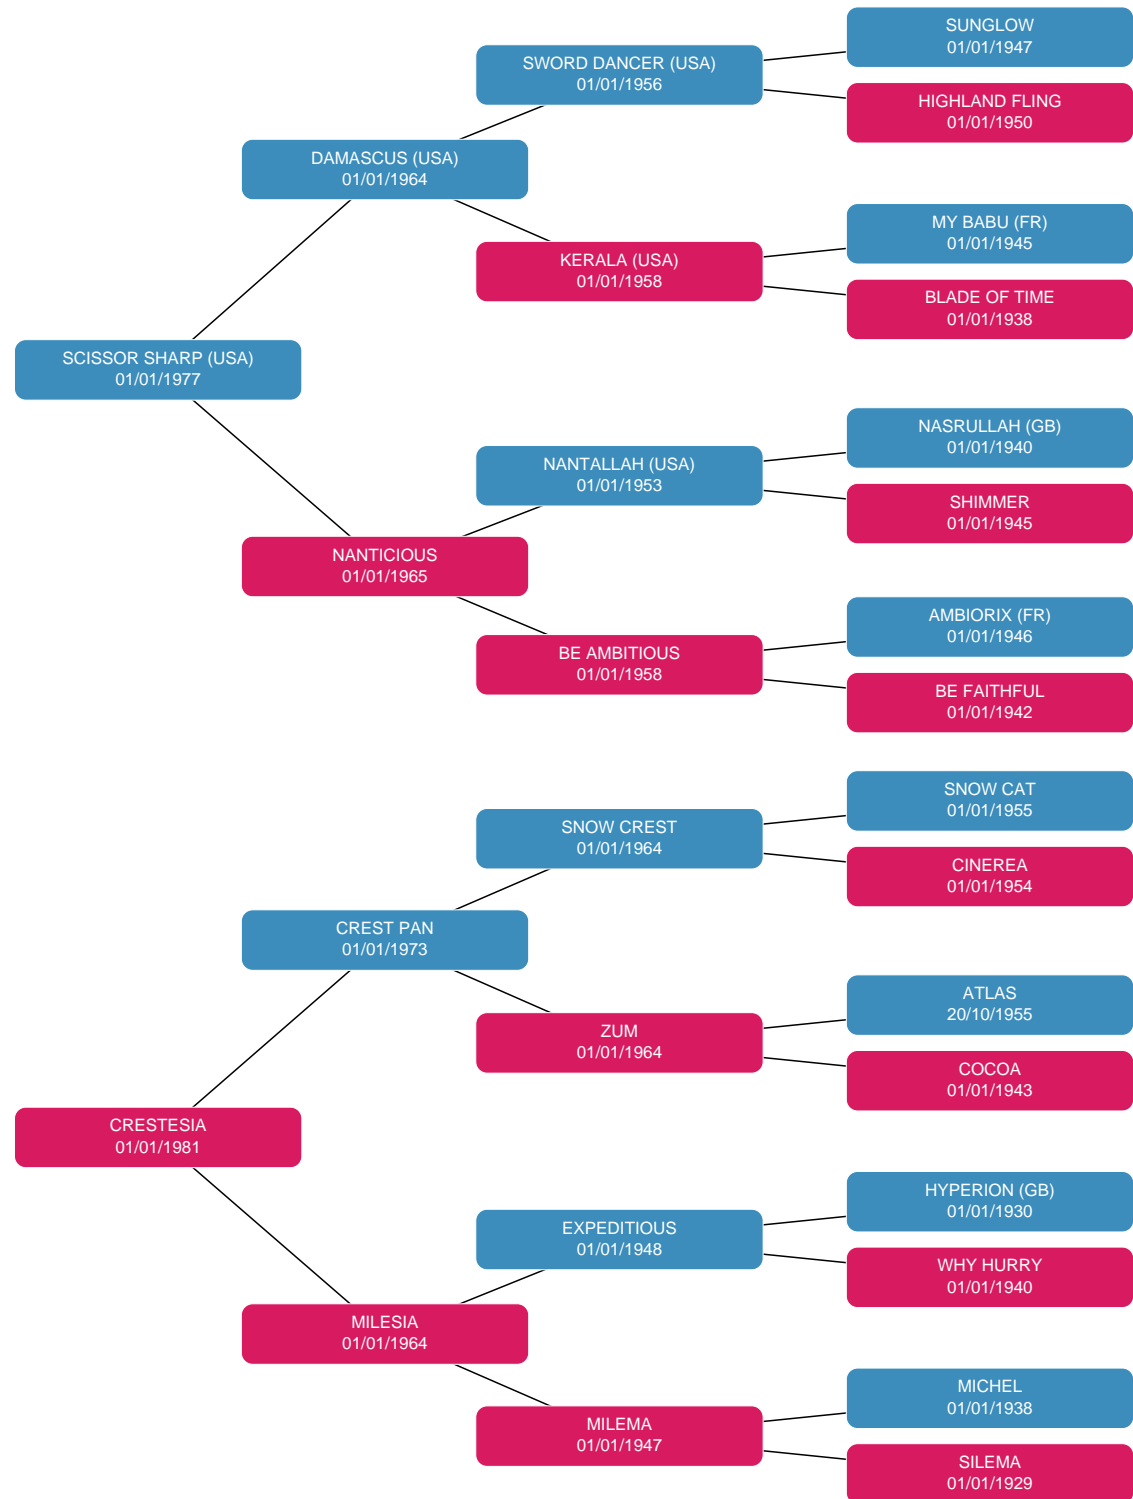 SUNGLOW
01/01/1947
SWORD DANCER (USA)
01/01/1956
HIGHLAND FLING
01/01/1950
DAMASCUS (USA)
01/01/1964
MY BABU (FR)
01/01/1945
KERALA (USA)
01/01/1958
BLADE OF TIME
01/01/1938
SCISSOR SHARP (USA)
01/01/1977
NASRULLAH (GB)
01/01/1940
NANTALLAH (USA)
01/01/1953
SHIMMER
01/01/1945
NANTICIOUS
01/01/1965
AMBIORIX (FR)
01/01/1946
BE AMBITIOUS
01/01/1958
BE FAITHFUL
01/01/1942
SNOW CAT
01/01/1955
SNOW CREST
01/01/1964
CINEREA
01/01/1954
CREST PAN
01/01/1973
ATLAS
20/10/1955
ZUM
01/01/1964
COCOA
01/01/1943
CRESTESIA
01/01/1981
HYPERION (GB)
01/01/1930
EXPEDITIOUS
01/01/1948
WHY HURRY
01/01/1940
MILESIA
01/01/1964
MICHEL
01/01/1938
MILEMA
01/01/1947
SILEMA
01/01/1929